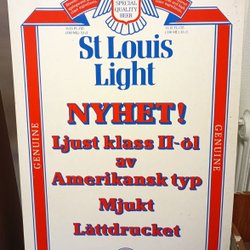 SPECIAL
QUALITY
BEER
St Louis
Light
NYHET!
Ljust klass II-öl
av
Amerikansk typ
Mjukt
Lättdrucket
GENUINE
GENUINE